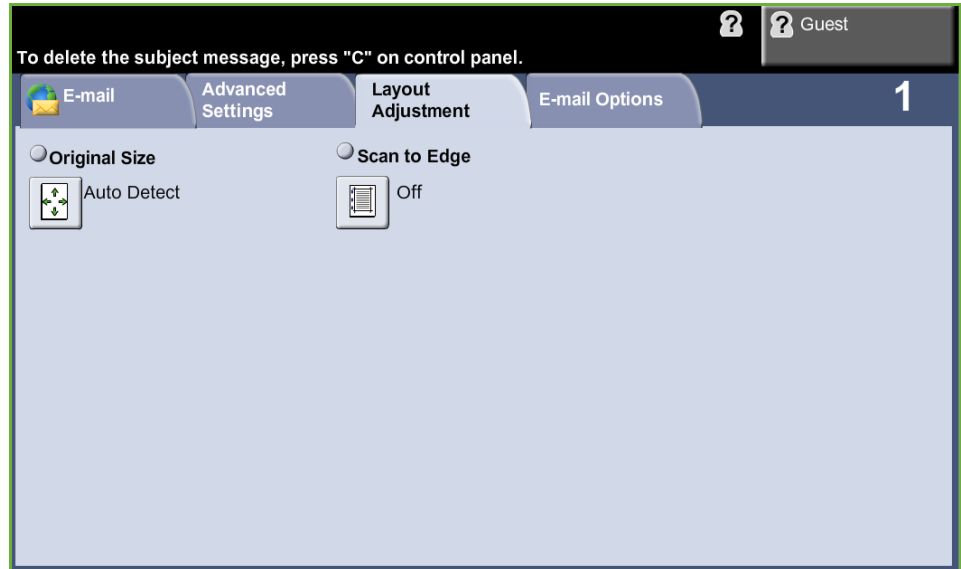 Guest
To delete the subject message, press "C" on control panel.
E-mail
Advanced
Settings
Layout
Adjustment
E-mail Options
1
Original Size
Scan to Edge
Auto Detect
Off